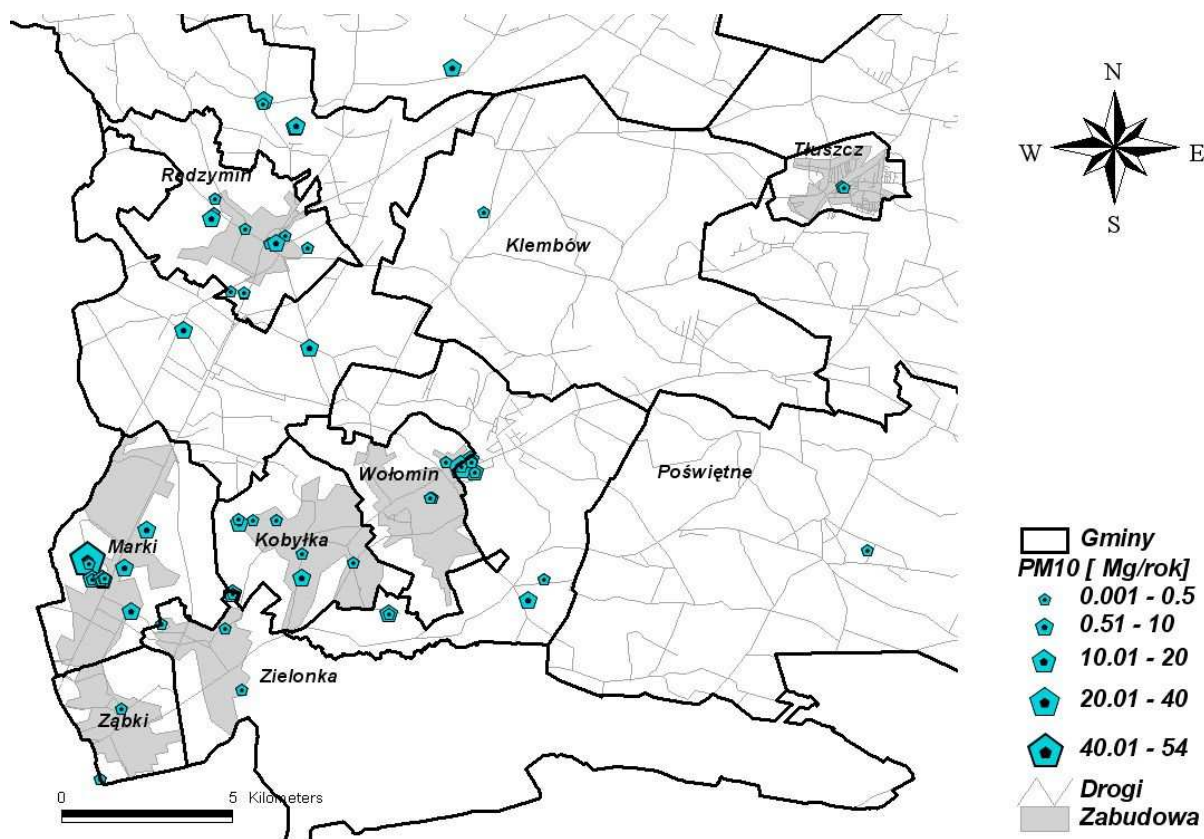 N
W
E
S
Tłuszcz
Radzymin
Klembów
Wołomin
Poświętne
Kobyłka
Marki
Zielonka
Ząbki
0 5 Kilometers
Gminy
PM10 [ Mg/rok]
0.001 - 0.5
0.51 - 10
10.01 - 20
20.01 - 40
40.01 - 54
Drogi
Zabudowa